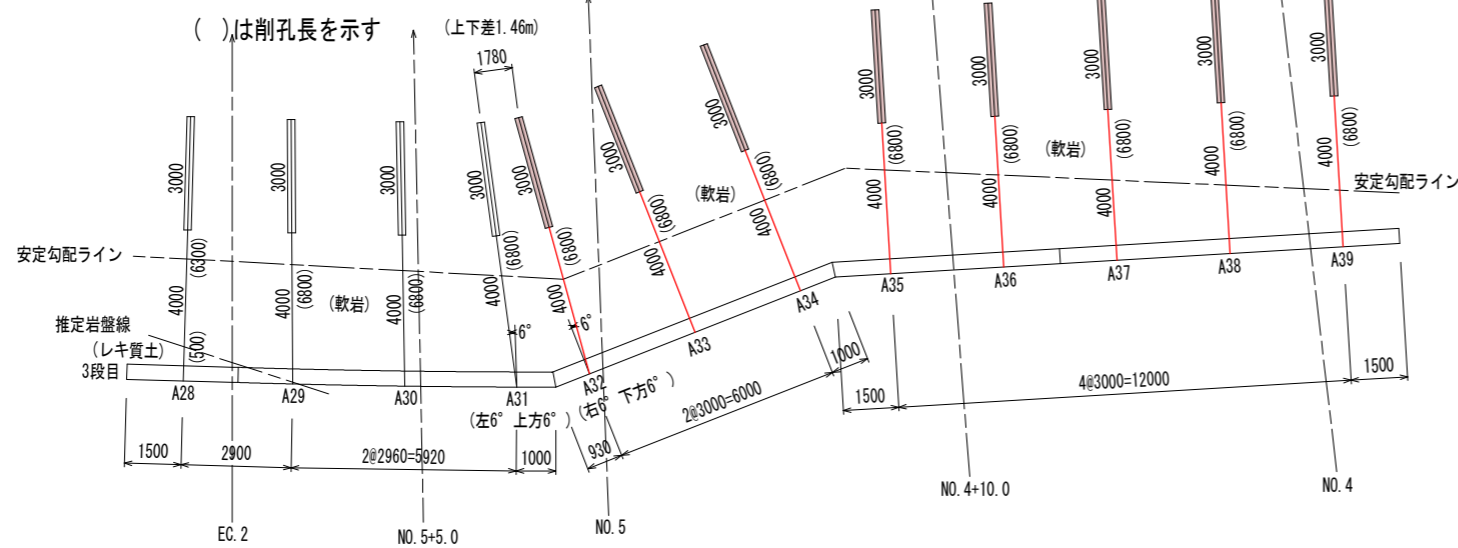 ( )は削孔長を示す
(上下差1.46m)
1780
3000
3000
3000
3000
3000
3000
3000
3000
3000
3000
3000
3000
安定勾配ライン
(6300)
4000
(500)
4000
(6800)
(軟岩)
4000
(6800)
4000
(6800)
4000
(6800)
4000
(6800)
(軟岩)
4000
(6800)
4000
(6800)
4000
(6800)
(軟岩)
4000
(6800)
4000
(6800)
4000
(6800)
安定勾配ライン
推定岩盤線
(レキ質土)
3段目
6°
6°
A28
A29
A30
A31
A32
A33
A34
A35
A36
A37
A38
A39
(左6° 上方6°)
(右6° 下方6°)
1500
2900
2@2960=5920
1000
930
2@3000=6000
1000
1500
4@3000=12000
1500
EC.2
NO.5+5.0
NO.5
NO.4+10.0
NO.4